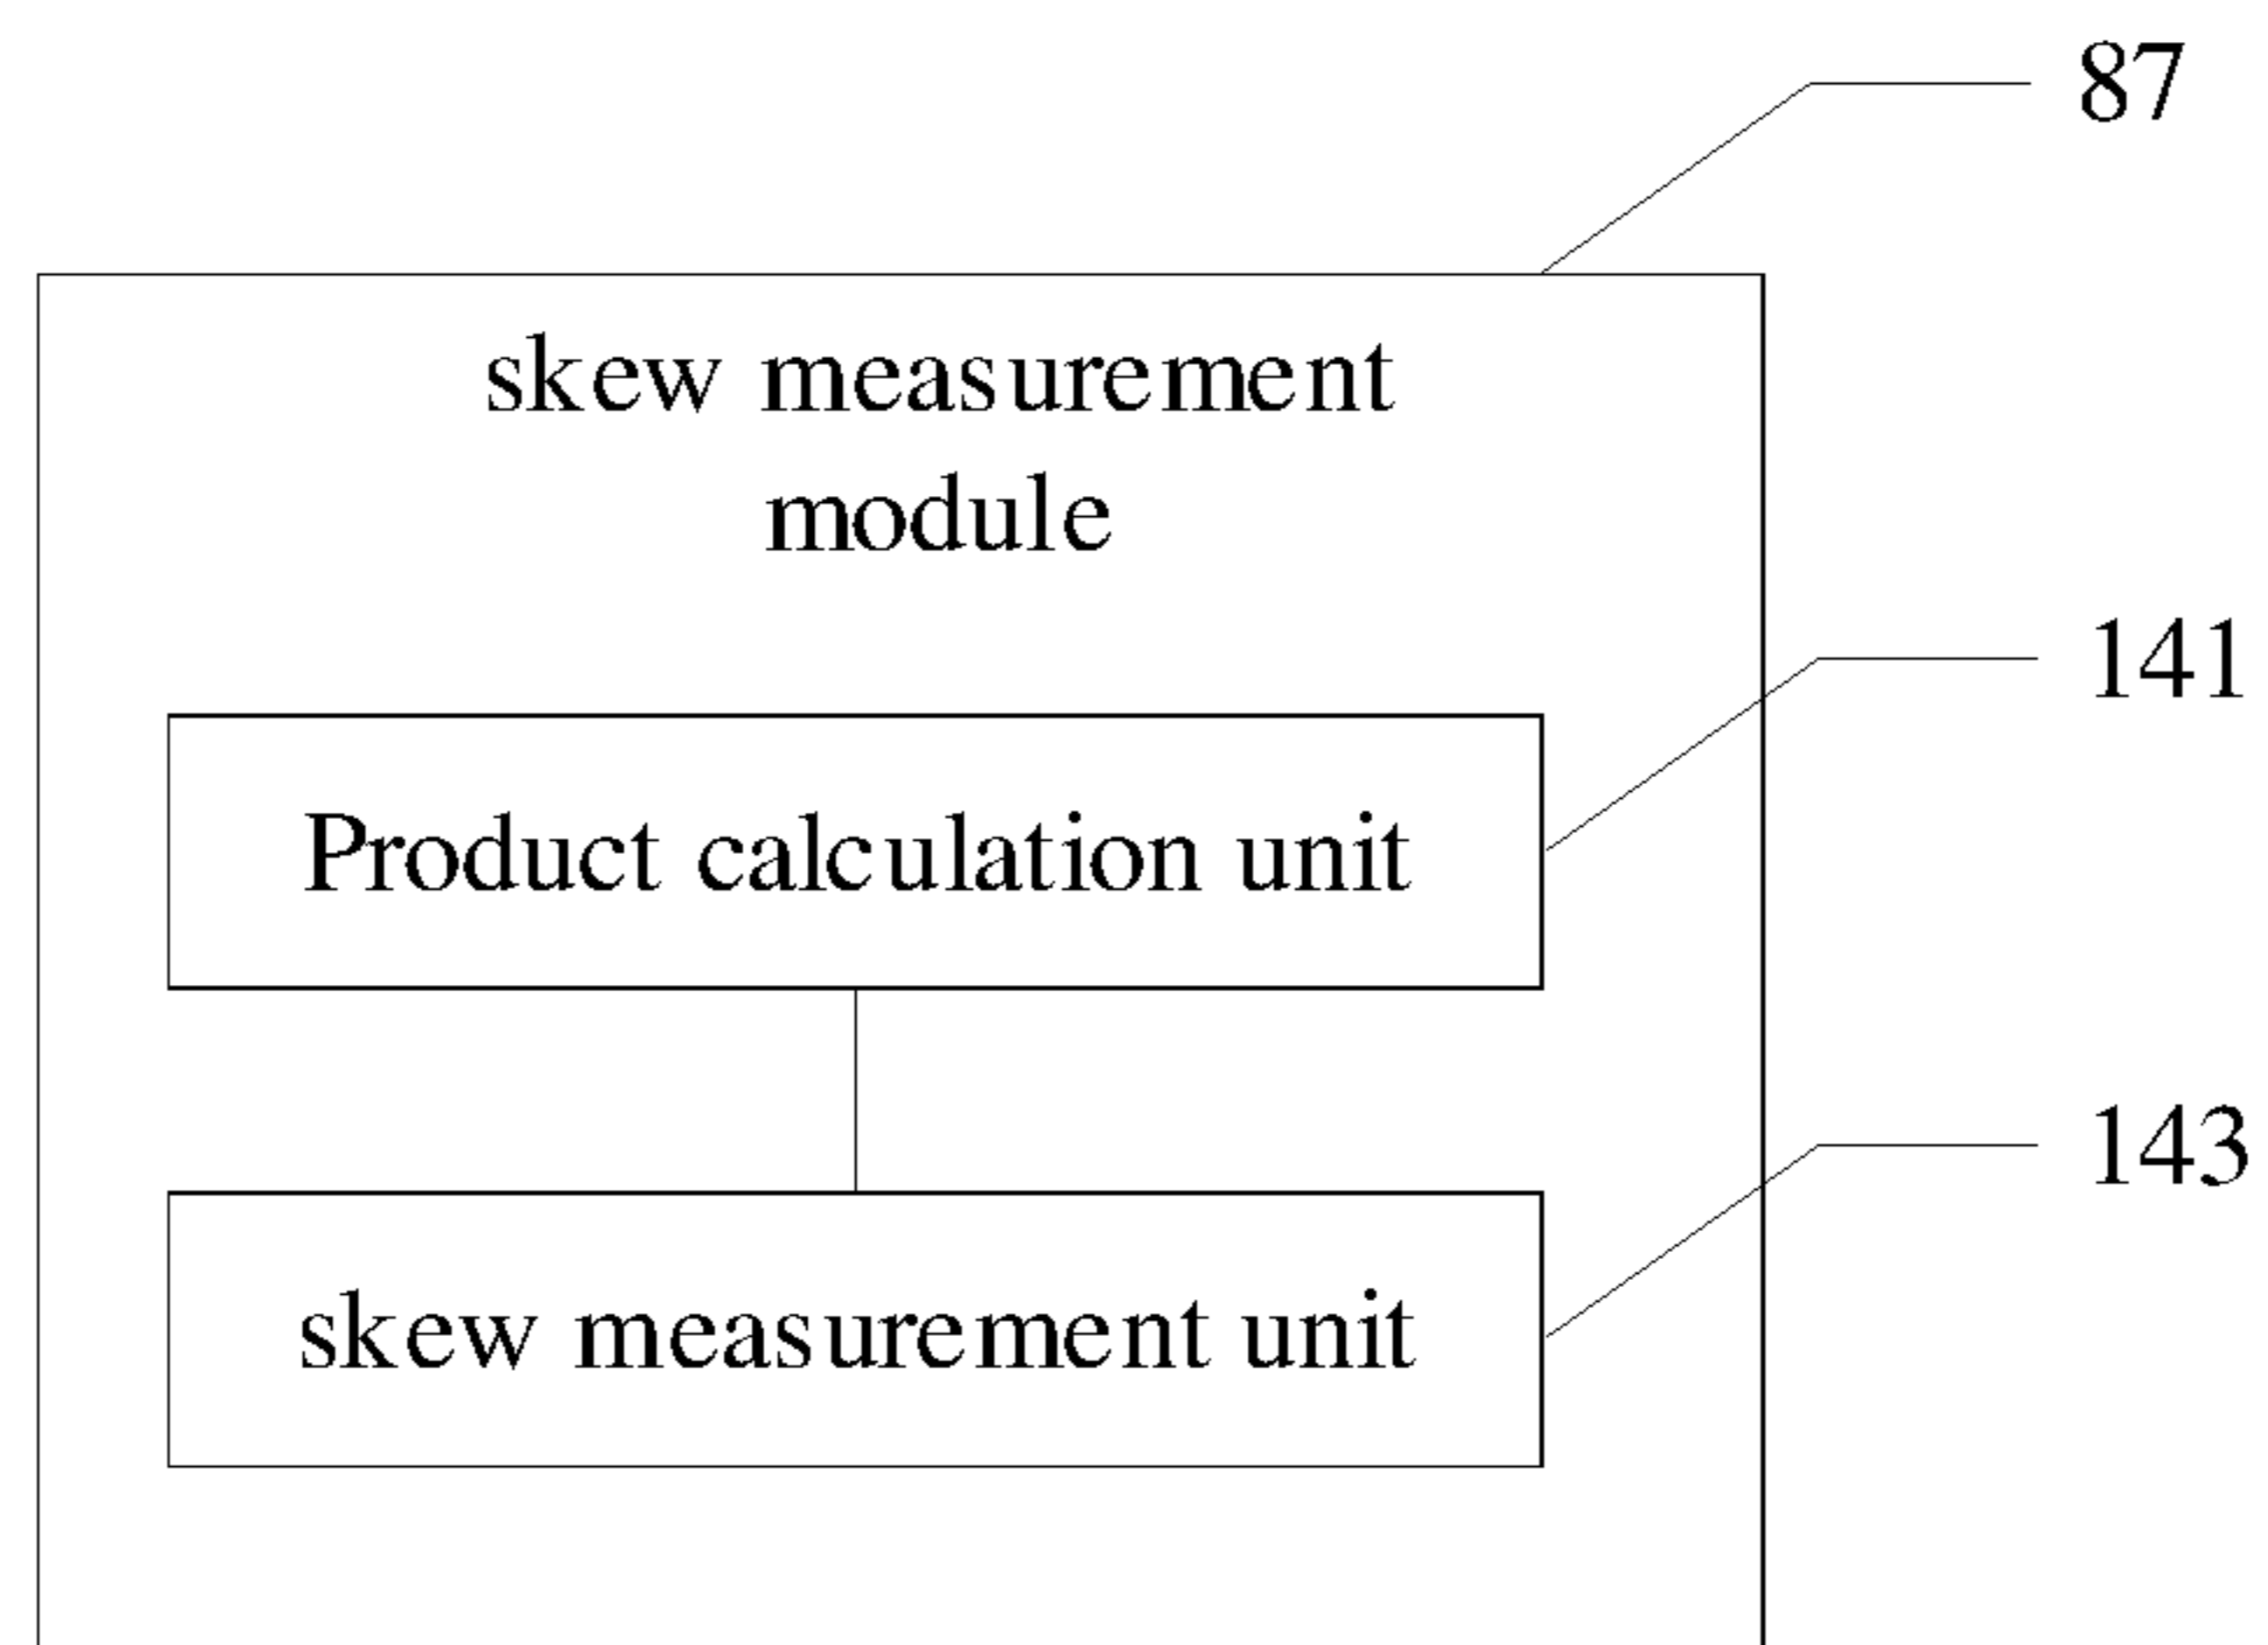 87
skew measurement
module
141
Product calculation unit
143
skew measurement unit